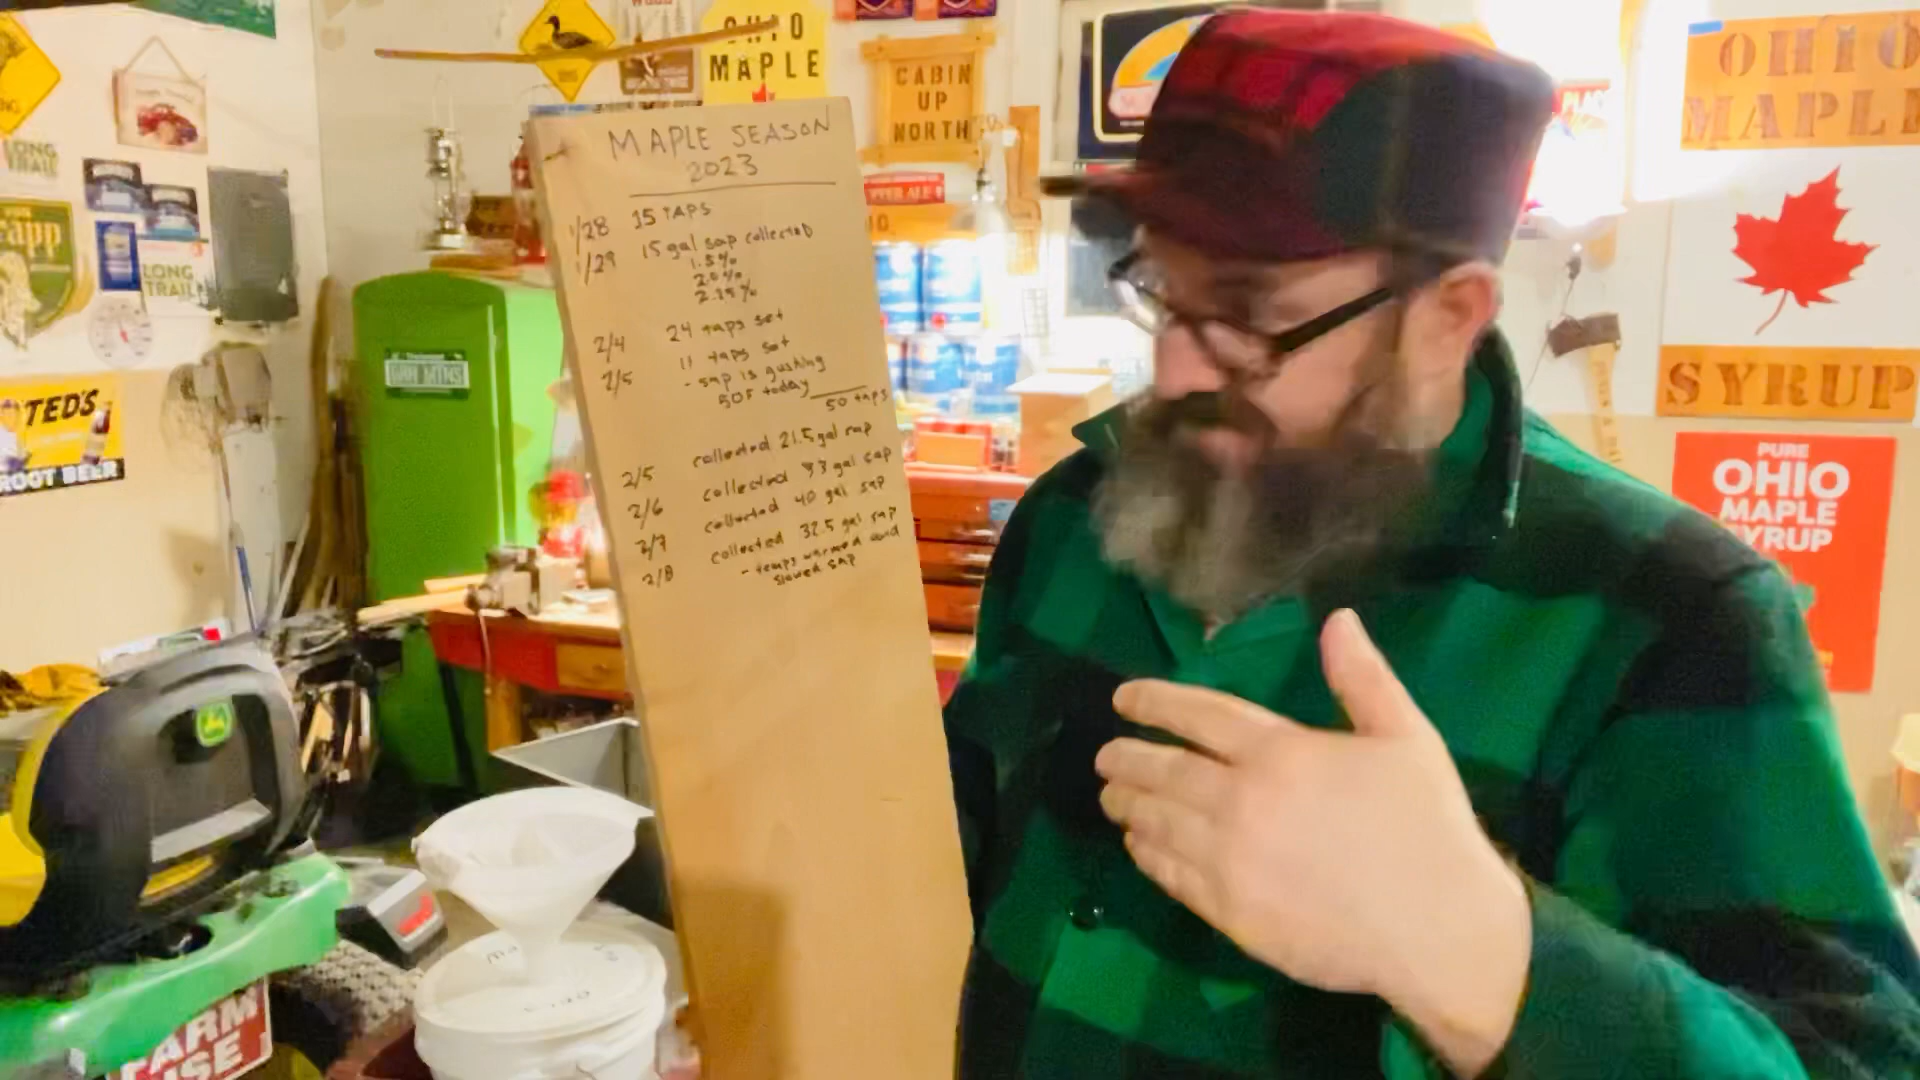 OHIO
MAPLE
CABIN
UP
NORTH
OHIO
MAPLE
SYRUP
PURE
OHIO
MAPLE
SYRUP
LONG
TRAIL
LONG
TRAIL
TED'S
ROOT BEER
GRN MTNS
FARM
USE
MAPLE SEASON
2023
1/28 15 TAPS
1/29 15 gal sap collected
1.5%
2.0%
2.25%
2/4 24 taps set
2/5 11 taps set
- sap is gushing
50F today
50 taps
2/5 collected 21.5 gal sap
2/6 collected 33 gal sap
2/7 collected 40 gal sap
2/8 collected 32.5 gal sap
- temps warmed and
slowed sap